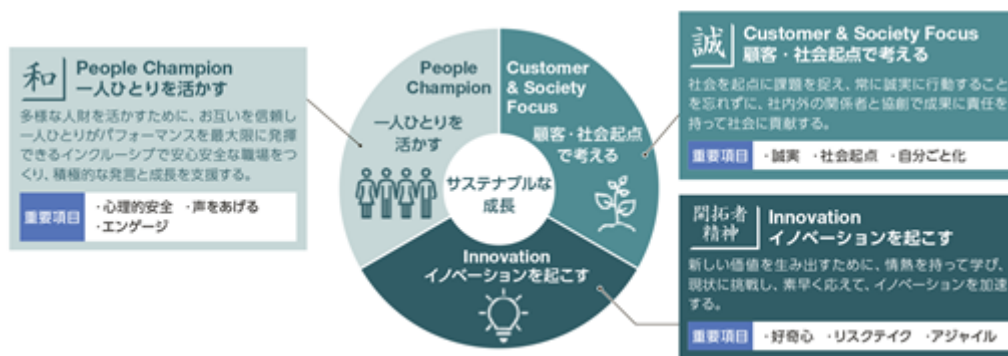 和
People Champion
一人ひとりを活かす
多様な人財を活かすために、お互いを信頼し
一人ひとりがパフォーマンスを最大限に発揮
できるインクルーシブで安心安全な職場をつ
くり、積極的な発言と成長を支援する。
重要項目
・心理的安全 ・声をあげる
・エンゲージ
People
Champion
一人ひとりを
活かす
Customer
& Society
Focus
顧客・社会起点
で考える
サステナブルな
成長
Innovation
イノベーションを起こす
誠
Customer & Society Focus
顧客・社会起点で考える
社会を起点に課題を捉え、常に誠実に行動すること
を忘れずに、社内外の関係者と協創で成果に責任を
持って社会に貢献する。
重要項目
・誠実 ・社会起点 ・自分ごと化
開拓者
精神
Innovation
イノベーションを起こす
新しい価値を生み出すために、情熱を持って学び、
現状に挑戦し、素早く応えて、イノベーションを加速
する。
重要項目
・好奇心 ・リスクテイク ・アジャイル